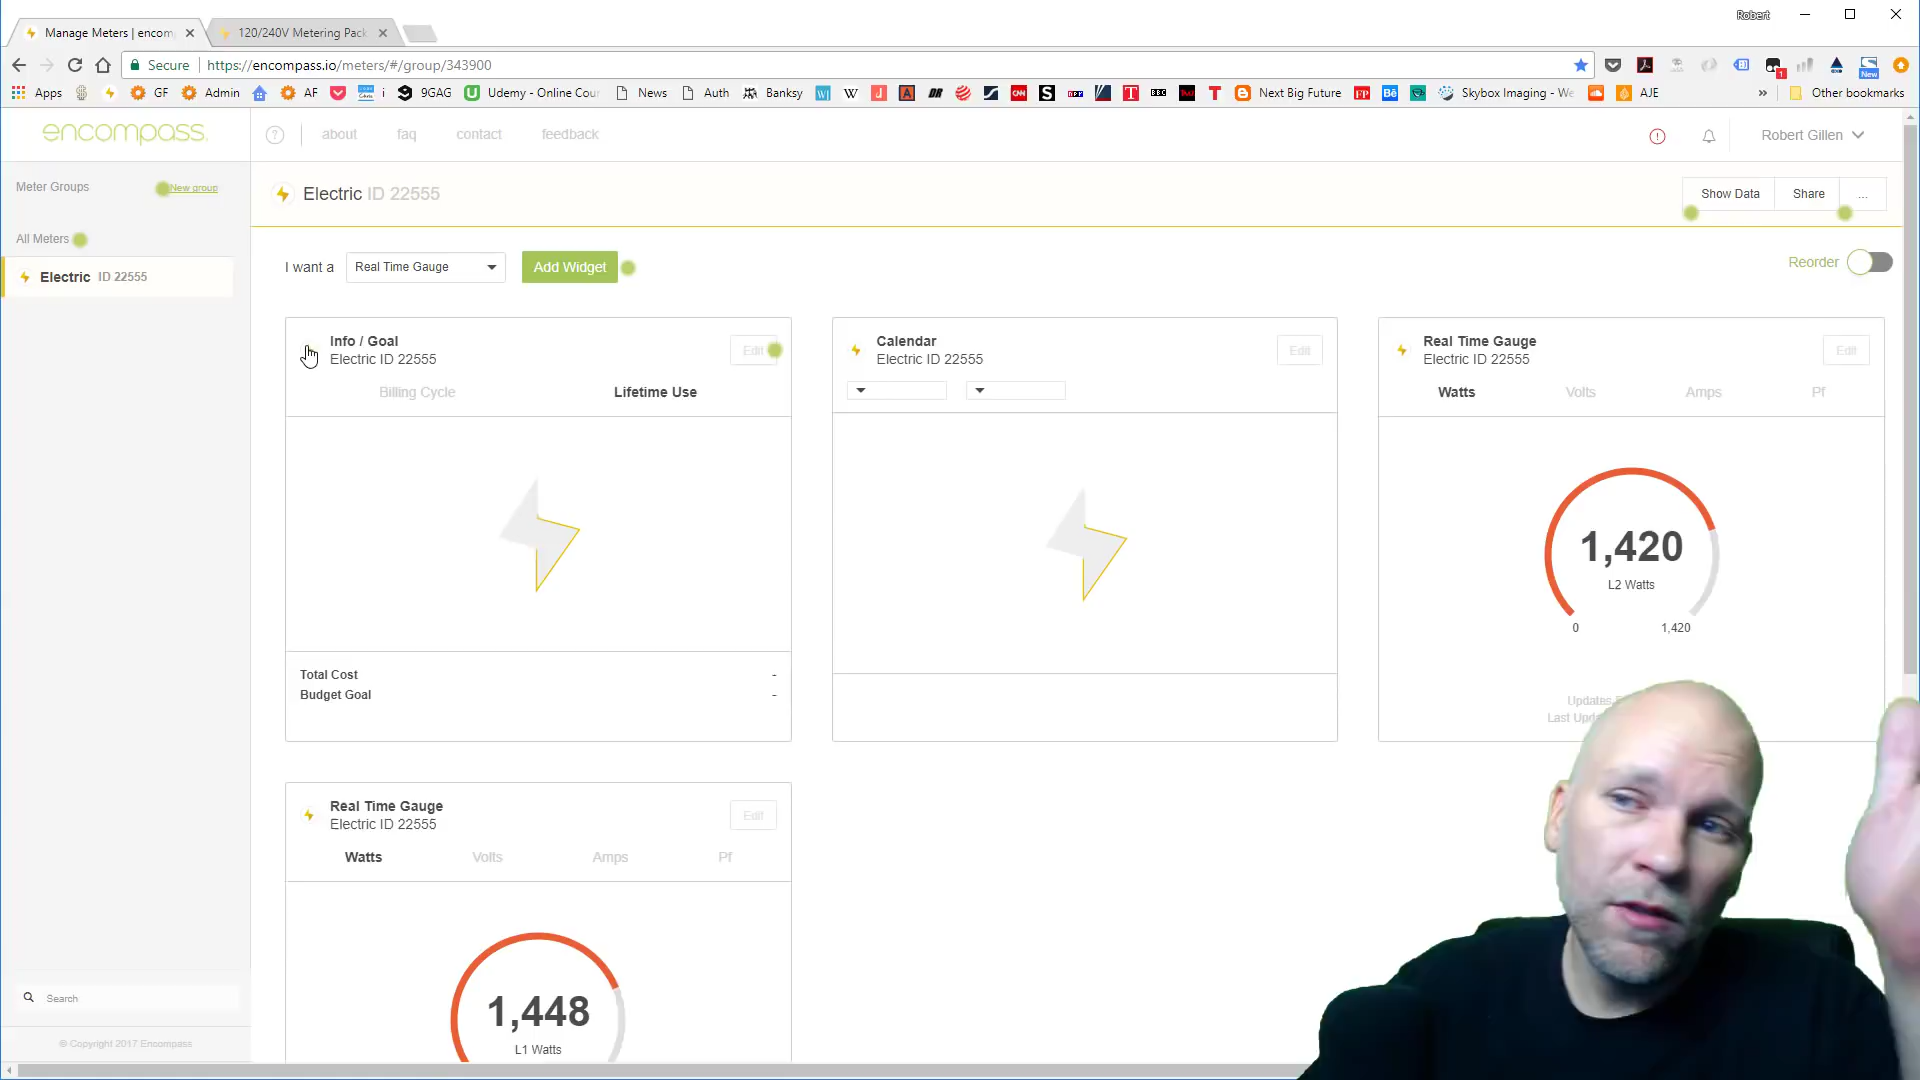 Robert
Manage Meters | encom
120/240V Metering Pack
Secure
https://encompass.io/meters/#/group/343900
New
1
Apps
GF
Admin
AF
i
9GAG
Udemy - Online Cour
News
Auth
Banksy
Next Big Future
Skybox Imaging - We
AJE
»
Other bookmarks
encompass.
?
about
faq
contact
feedback
Robert Gillen
Meter Groups
New group
Electric ID 22555
Show Data
Share
...
All Meters
Electric ID 22555
I want a
Real Time Gauge
Add Widget
Reorder
Info / Goal
Electric ID 22555
Edit
Billing Cycle
Lifetime Use
Total Cost
-
Budget Goal
-
Calendar
Electric ID 22555
Edit
Real Time Gauge
Electric ID 22555
Edit
Watts
Volts
Amps
Pf
1,420
L2 Watts
0
1,420
Updates
Last
Real Time Gauge
Electric ID 22555
Edit
Watts
Volts
Amps
Pf
1,448
L1 Watts
Search
© Copyright 2017 Encompass